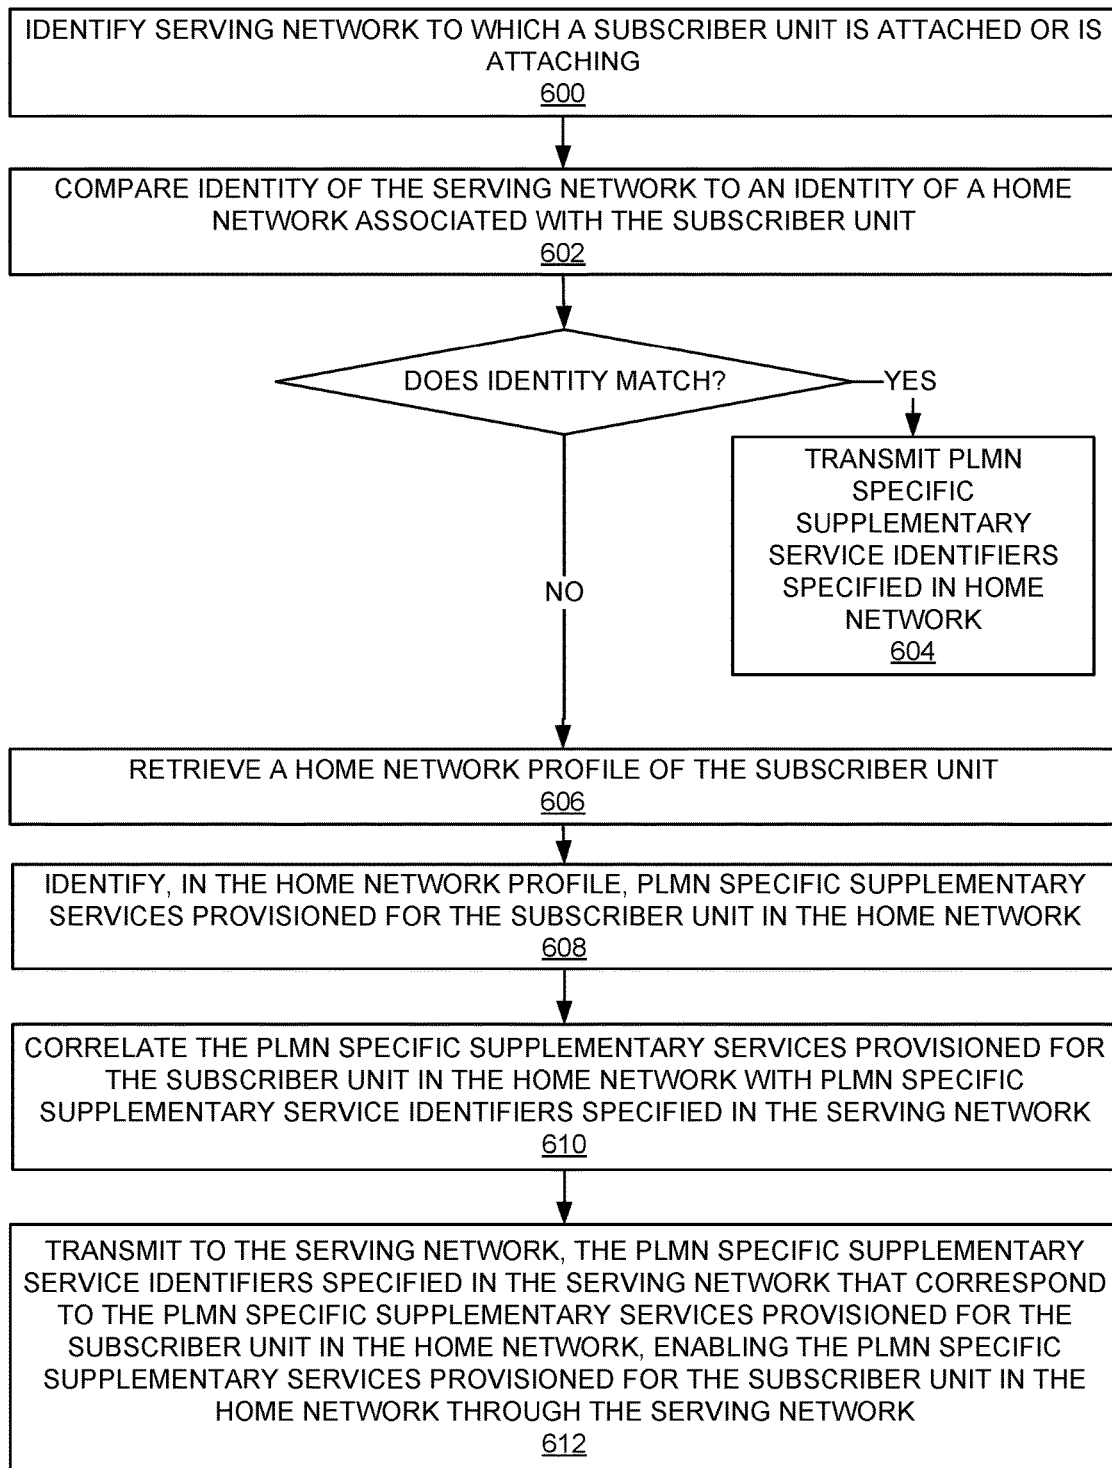 IDENTIFY SERVING NETWORK TO WHICH A SUBSCRIBER UNIT IS ATTACHED OR IS
ATTACHING
600
COMPARE IDENTITY OF THE SERVING NETWORK TO AN IDENTITY OF A HOME
NETWORK ASSOCIATED WITH THE SUBSCRIBER UNIT
602
DOES IDENTITY MATCH?
YES
TRANSMIT PLMN
SPECIFIC
SUPPLEMENTARY
SERVICE IDENTIFIERS
SPECIFIED IN HOME
NETWORK
604
NO
RETRIEVE A HOME NETWORK PROFILE OF THE SUBSCRIBER UNIT
606
IDENTIFY, IN THE HOME NETWORK PROFILE, PLMN SPECIFIC SUPPLEMENTARY
SERVICES PROVISIONED FOR THE SUBSCRIBER UNIT IN THE HOME NETWORK
608
CORRELATE THE PLMN SPECIFIC SUPPLEMENTARY SERVICES PROVISIONED FOR
THE SUBSCRIBER UNIT IN THE HOME NETWORK WITH PLMN SPECIFIC
SUPPLEMENTARY SERVICE IDENTIFIERS SPECIFIED IN THE SERVING NETWORK
610
TRANSMIT TO THE SERVING NETWORK, THE PLMN SPECIFIC SUPPLEMENTARY
SERVICE IDENTIFIERS SPECIFIED IN THE SERVING NETWORK THAT CORRESPOND
TO THE PLMN SPECIFIC SUPPLEMENTARY SERVICES PROVISIONED FOR THE
SUBSCRIBER UNIT IN THE HOME NETWORK, ENABLING THE PLMN SPECIFIC
SUPPLEMENTARY SERVICES PROVISIONED FOR THE SUBSCRIBER UNIT IN THE
HOME NETWORK THROUGH THE SERVING NETWORK
612